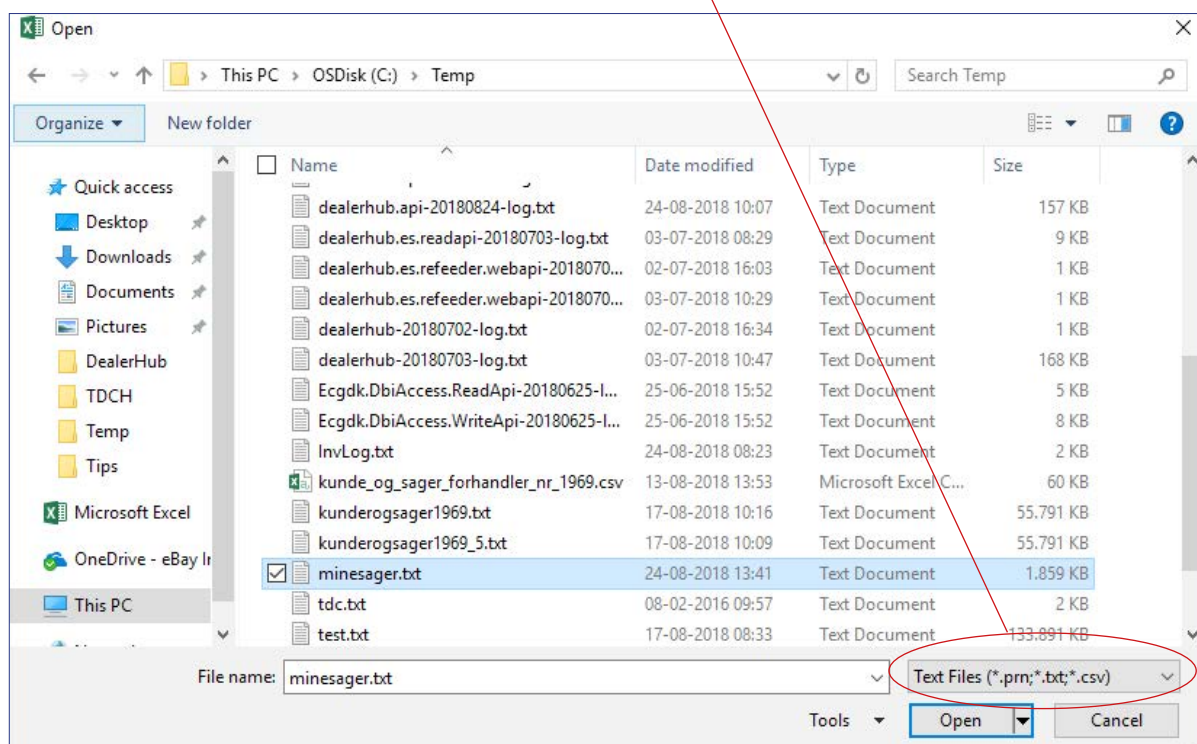 Open
This PC > OSDisk (C:) > Temp
Search Temp
Organize
New folder
Name Date modified Type Size
Quick access
Desktop
Downloads
Documents
Pictures
DealerHub
TDCH
Temp
Tips
Microsoft Excel
OneDrive - eBay Ir
This PC
dealerhub.api-20180824-log.txt 24-08-2018 10:07 Text Document 157 KB
dealerhub.es.readapi-20180703-log.txt 03-07-2018 08:29 Text Document 9 KB
dealerhub.es.refeeder.webapi-2018070... 02-07-2018 16:03 Text Document 1 KB
dealerhub.es.refeeder.webapi-2018070... 03-07-2018 10:29 Text Document 1 KB
dealerhub-20180702-log.txt 02-07-2018 16:34 Text Document 1 KB
dealerhub-20180703-log.txt 03-07-2018 10:47 Text Document 168 KB
Ecgdk.DbiAccess.ReadApi-20180625-l... 25-06-2018 15:52 Text Document 5 KB
Ecgdk.DbiAccess.WriteApi-20180625-l... 25-06-2018 15:52 Text Document 8 KB
InvLog.txt 24-08-2018 08:23 Text Document 2 KB
kunde_og_sager_forhandler_nr_1969.csv 13-08-2018 13:53 Microsoft Excel C... 60 KB
kunderogsager1969.txt 17-08-2018 10:16 Text Document 55.791 KB
kunderogsager1969_5.txt 17-08-2018 10:09 Text Document 55.791 KB
minesager.txt 24-08-2018 13:41 Text Document 1.859 KB
tdc.txt 08-02-2016 09:57 Text Document 2 KB
test.txt 17-08-2018 08:33 Text Document 133.891 KB
File name: minesager.txt Text Files (*.prn;*.txt;*.csv)
Tools Open Cancel